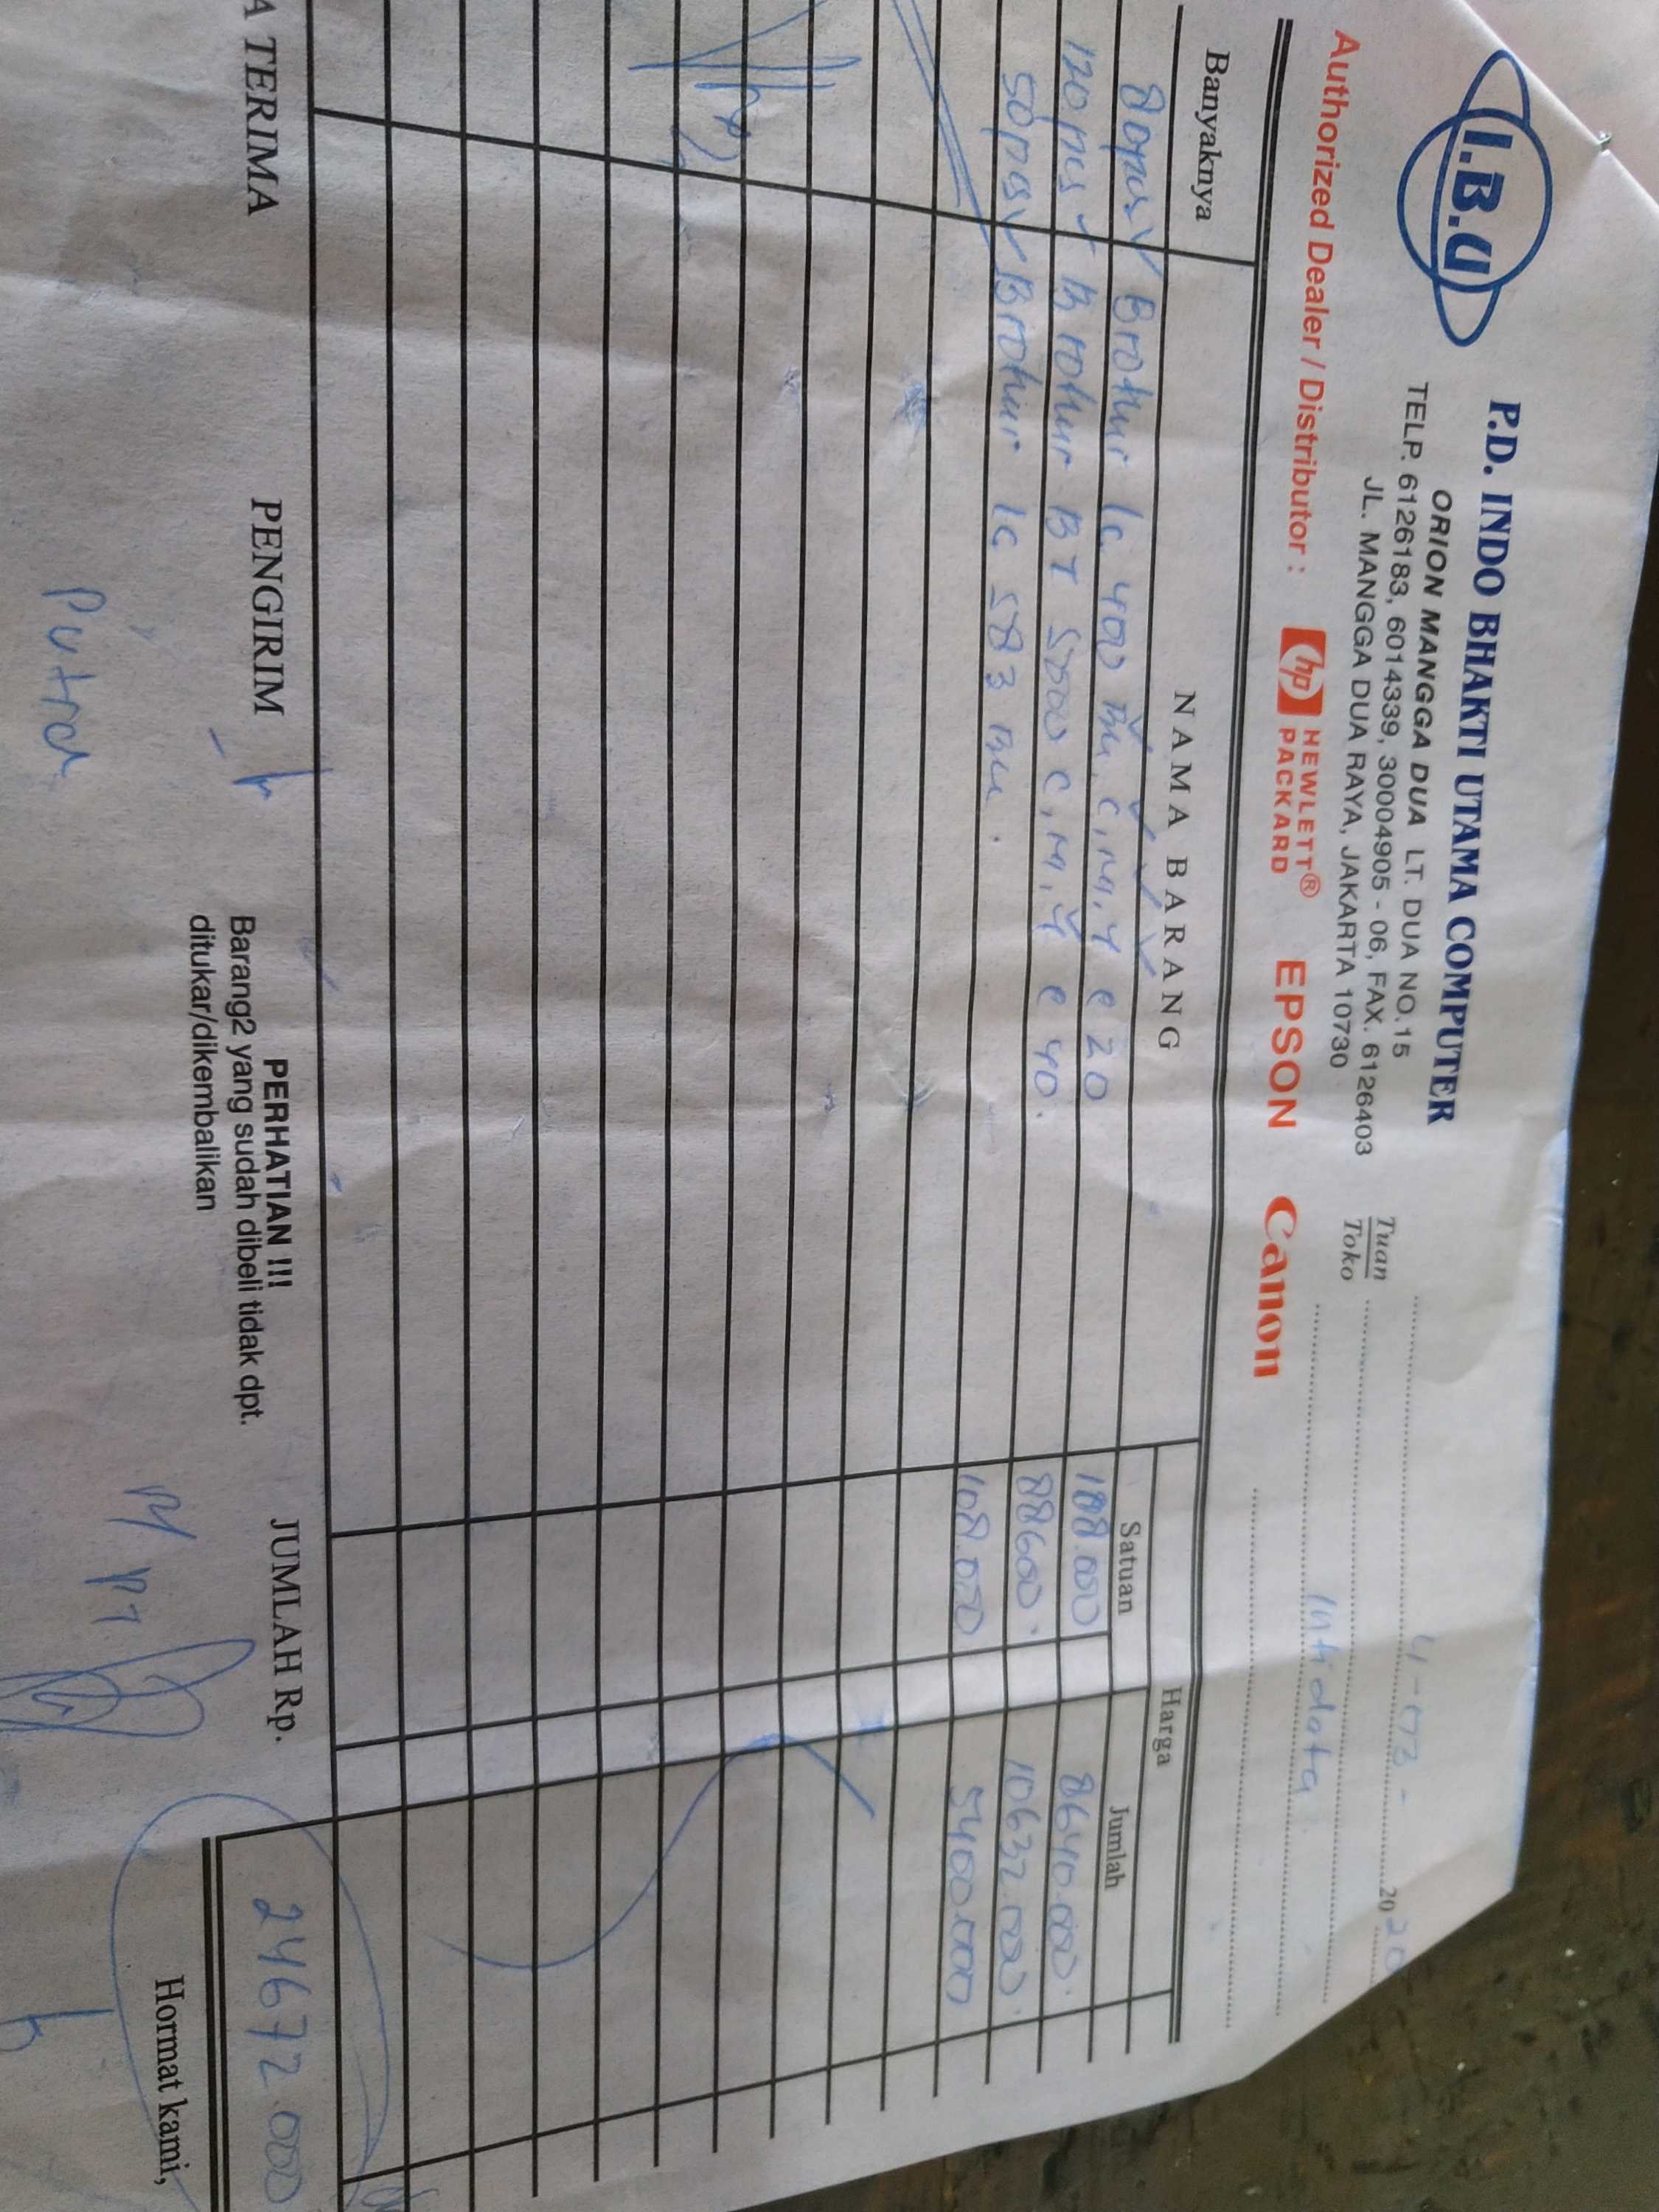 I.B.U
P.D. INDO BHAKTI UTAMA COMPUTER
ORION MANGGA DUA LT. DUA NO.15
TELP. 6126183, 6014339, 30004905 - 06, FAX. 6126403
JL. MANGGA DUA RAYA, JAKARTA 10730
4-03- 2020
Tuan
Toko
Intidata
Authorized Dealer / Distributor : hp HEWLETT® PACKARD EPSON Canon
Banyaknya NAMA BARANG Harga
Satuan Jumlah
80pcs Brother lc 400 Bk, C, M, Y e 20 108.000 8640.000.
120pcs Brother BT 5000 C, M, Y e 40. 88600. 10632.000.
50pcs Brother lc 583 Bk. 108.000 5400.000
A TERIMA PENGIRIM
PERHATIAN !!!
Barang2 yang sudah dibeli tidak dpt.
ditukar/dikembalikan
JUMLAH Rp. 24672.000
Putra
Hormat kami,